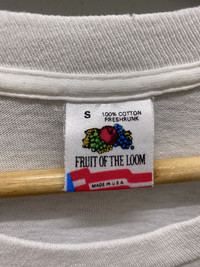 S 100% COTTON
PRESHRUNK
FRUIT OF THE LOOM
MADE IN U.S.A.